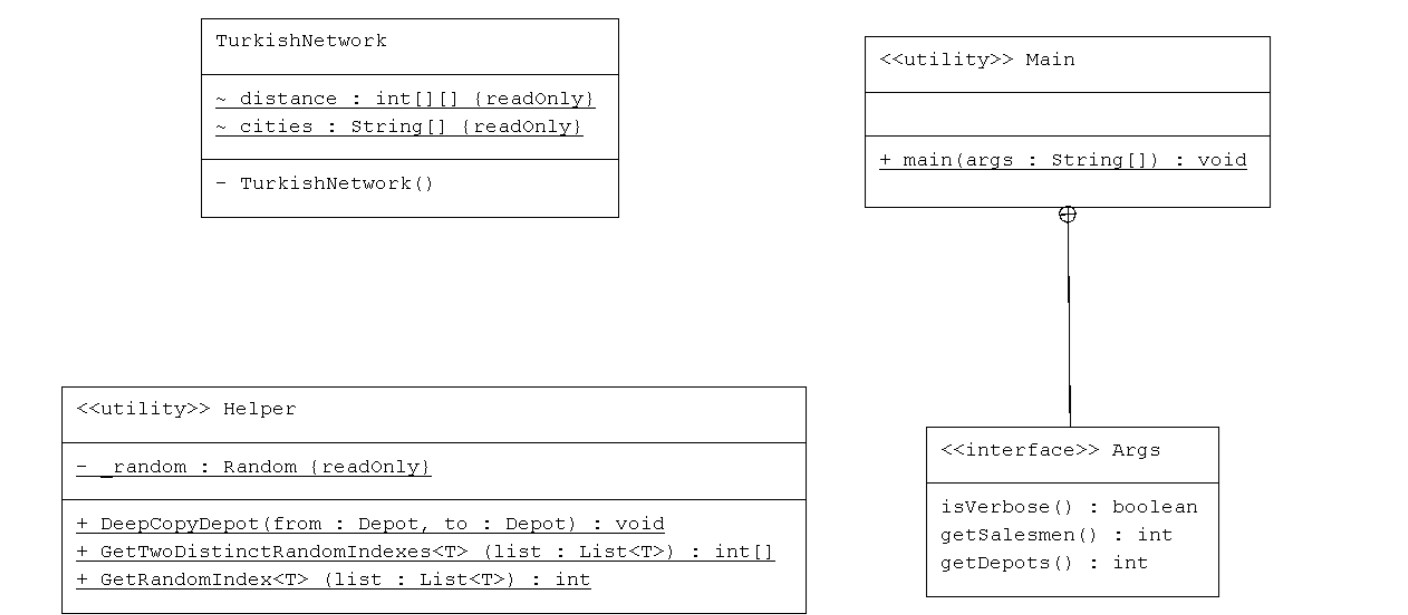 TurkishNetwork
~ distance : int[][] {readOnly}
~ cities : String[] {readOnly}
- TurkishNetwork()
<<utility>> Main
+ main(args : String[]) : void
<<utility>> Helper
- _random : Random {readOnly}
+ DeepCopyDepot(from : Depot, to : Depot) : void
+ GetTwoDistinctRandomIndexes<T> (list : List<T>) : int[]
+ GetRandomIndex<T> (list : List<T>) : int
<<interface>> Args
isVerbose() : boolean
getSalesmen() : int
getDepots() : int